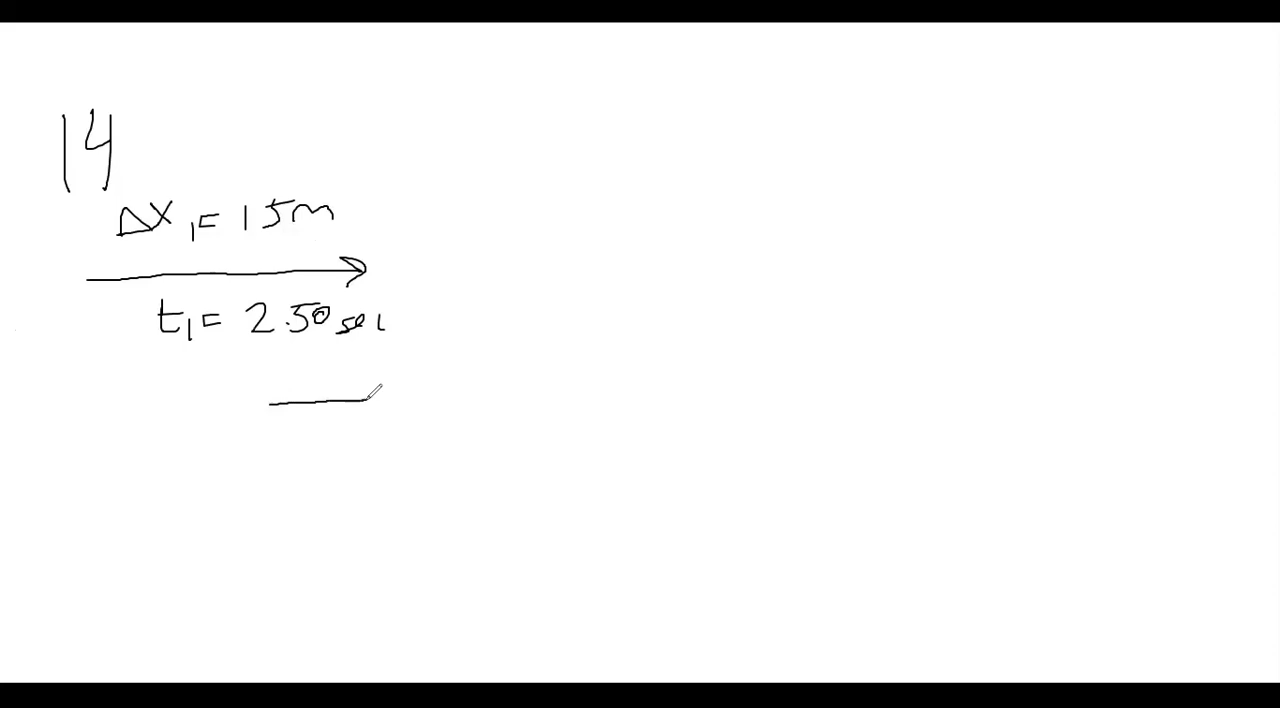 14
Δx₁ = 15m
t₁ = 2.50 sec